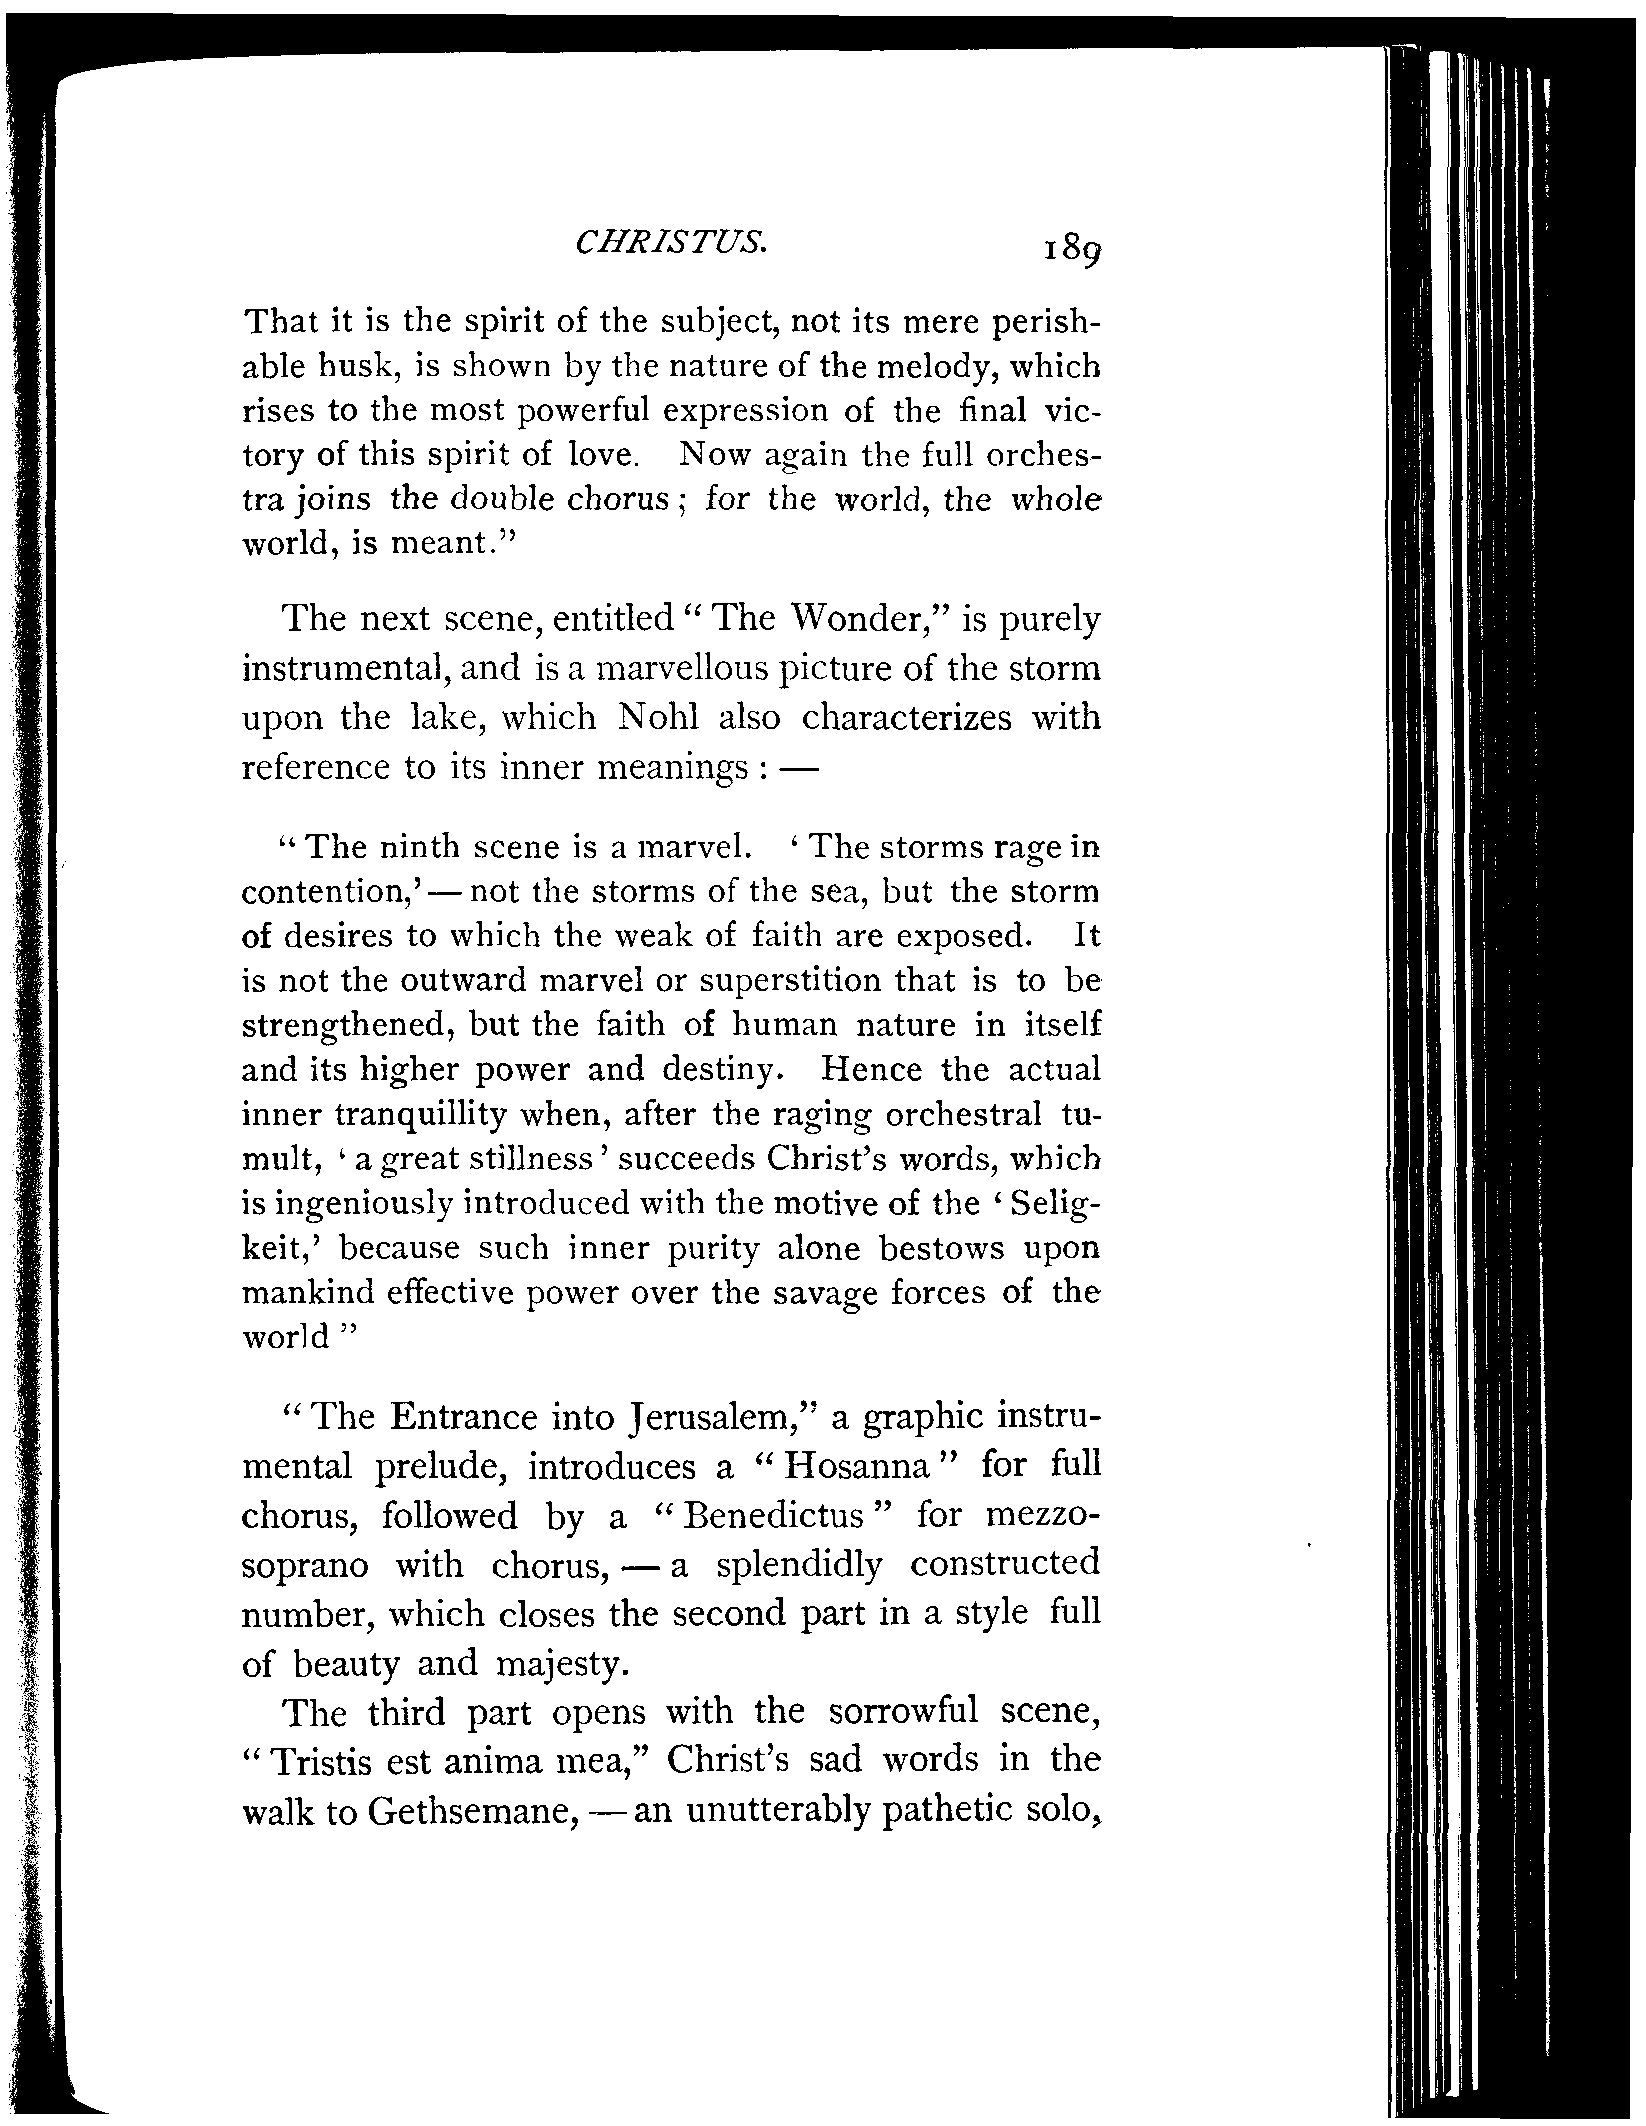 CHRISTUS. 189
That it is the spirit of the subject, not its mere perish-
able husk, is shown by the nature of the melody, which
rises to the most powerful expression of the final vic-
tory of this spirit of love. Now again the full orches-
tra joins the double chorus; for the world, the whole
world, is meant."
The next scene, entitled "The Wonder," is purely
instrumental, and is a marvellous picture of the storm
upon the lake, which Nohl also characterizes with
reference to its inner meanings: —
"The ninth scene is a marvel. 'The storms rage in
contention,' — not the storms of the sea, but the storm
of desires to which the weak of faith are exposed. It
is not the outward marvel or superstition that is to be
strengthened, but the faith of human nature in itself
and its higher power and destiny. Hence the actual
inner tranquillity when, after the raging orchestral tu-
mult, 'a great stillness' succeeds Christ's words, which
is ingeniously introduced with the motive of the 'Selig-
keit,' because such inner purity alone bestows upon
mankind effective power over the savage forces of the
world"
"The Entrance into Jerusalem," a graphic instru-
mental prelude, introduces a "Hosanna" for full
chorus, followed by a "Benedictus" for mezzo-
soprano with chorus, — a splendidly constructed
number, which closes the second part in a style full
of beauty and majesty.
The third part opens with the sorrowful scene,
"Tristis est anima mea," Christ's sad words in the
walk to Gethsemane, — an unutterably pathetic solo,